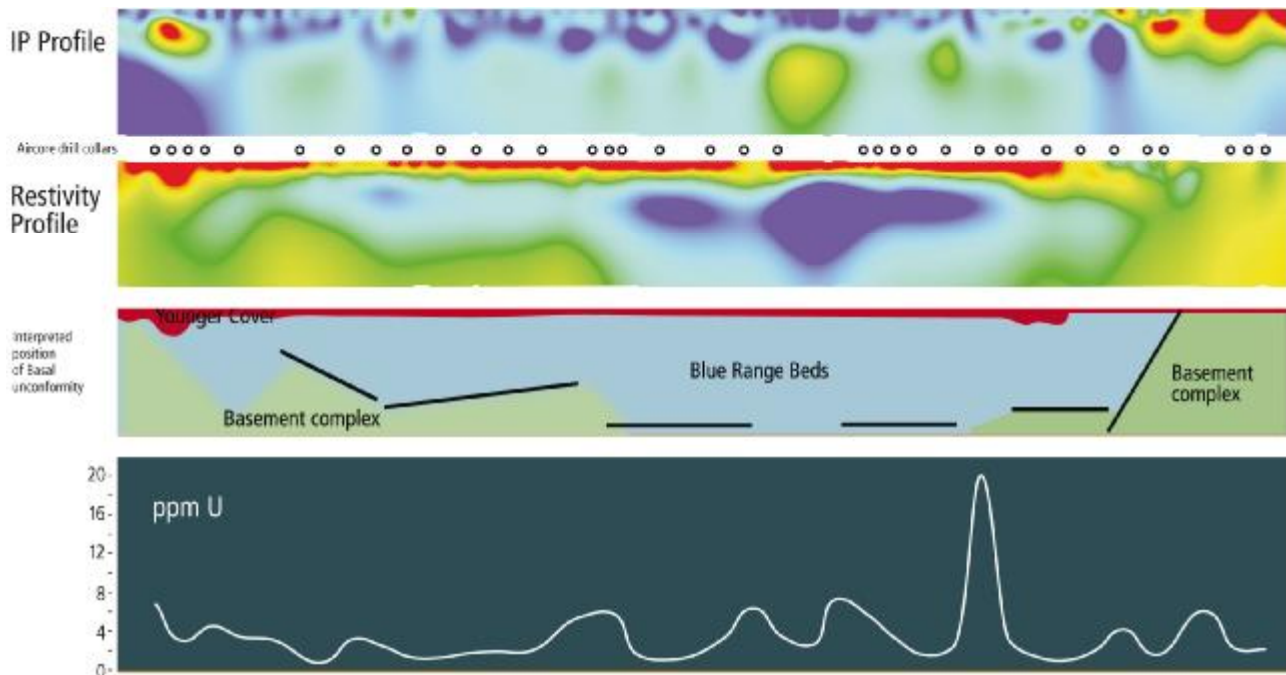 IP Profile
Aircore drill collars
Restivity
Profile
Younger Cover
Interpreted
position
of Basal
unconformity
Blue Range Beds
Basement
complex
Basement complex
ppm U
20
16
12
8
4
0